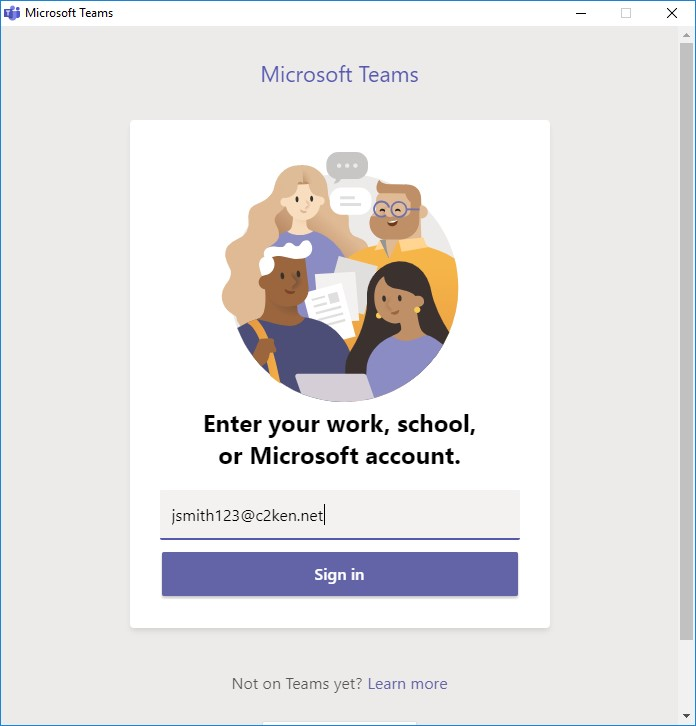 Microsoft Teams
Microsoft Teams
Enter your work, school,
or Microsoft account.
jsmith123@c2ken.net
Sign in
Not on Teams yet? Learn more